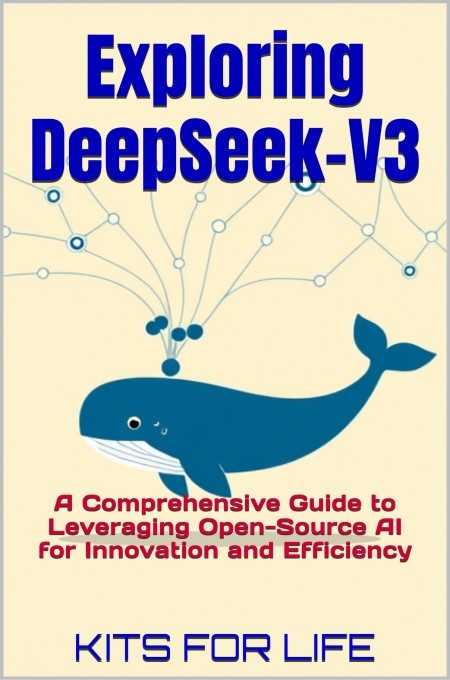 Exploring
DeepSeek-V3
A Comprehensive Guide to
Leveraging Open-Source AI
for Innovation and Efficiency
KITS FOR LIFE